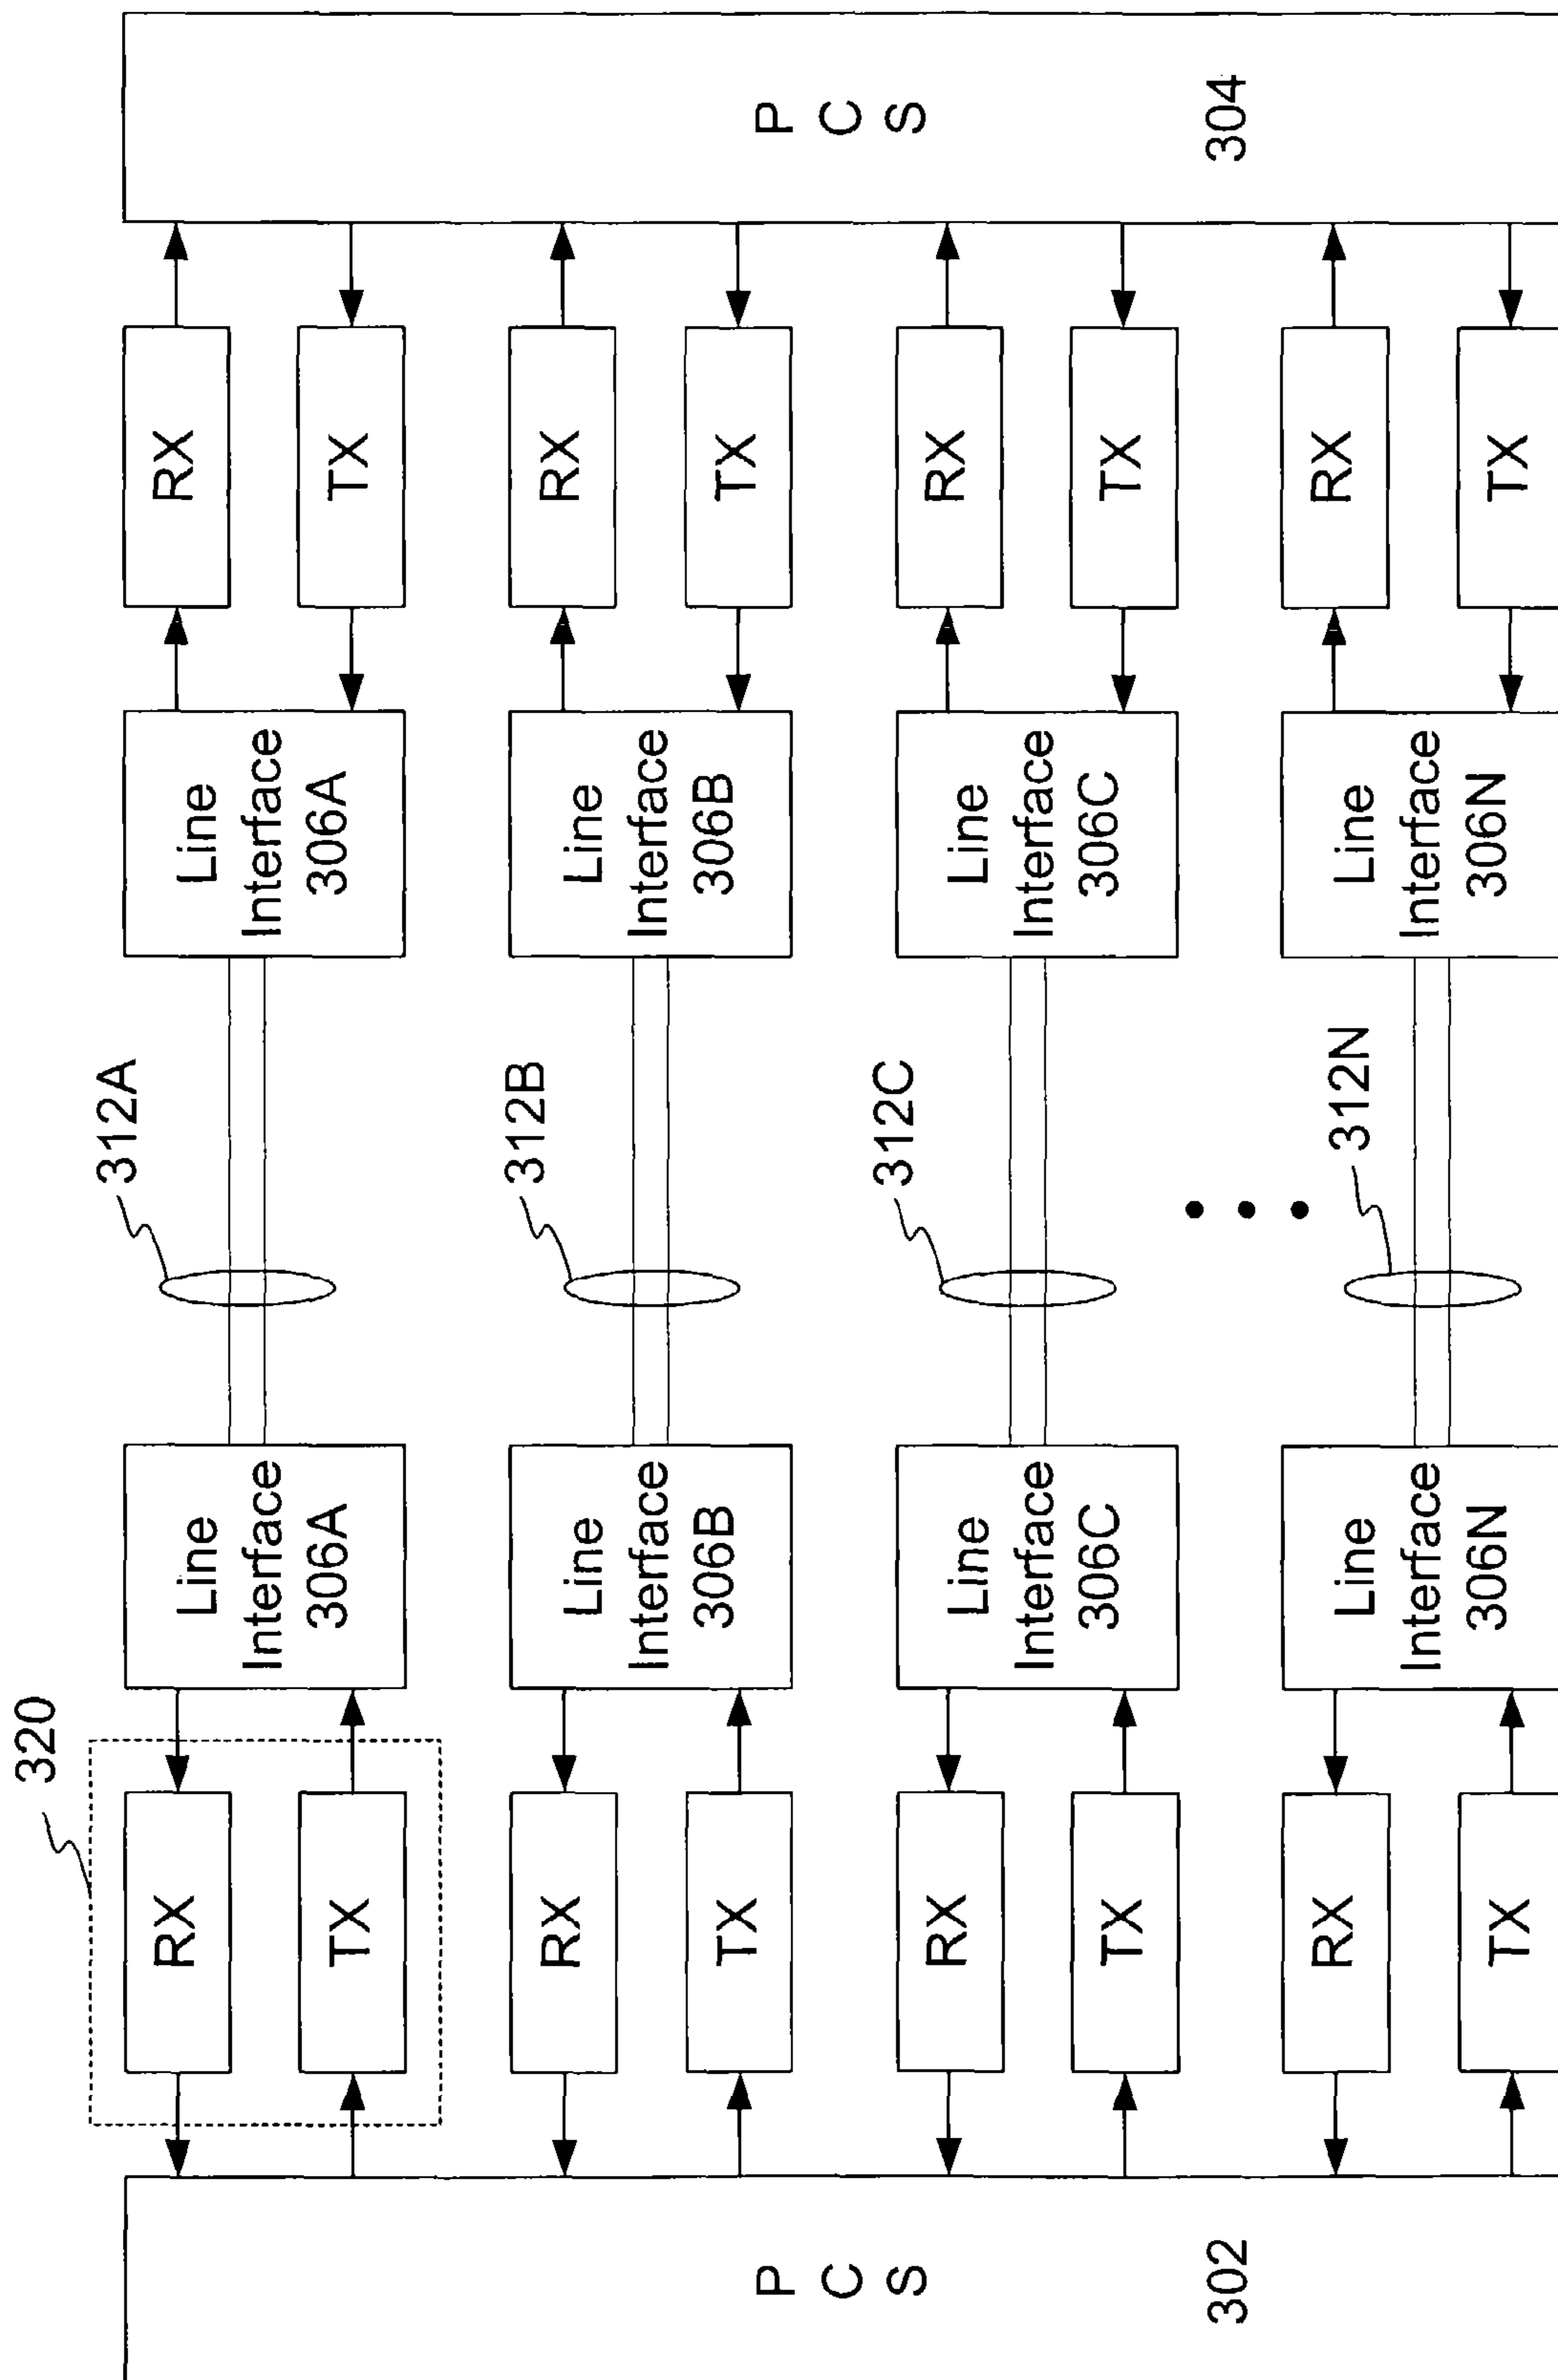 320
312A
RX
TX
Line
Interface
306A
Line
Interface
306A
RX
TX
312B
RX
TX
Line
Interface
306B
Line
Interface
306B
RX
TX
P
C
S
302
P
C
S
304
312C
RX
TX
Line
Interface
306C
Line
Interface
306C
RX
TX
312N
RX
TX
Line
Interface
306N
Line
Interface
306N
RX
TX